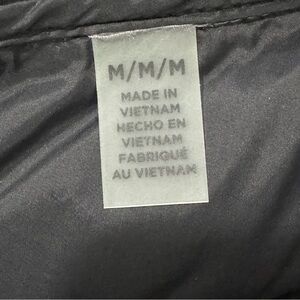 M/M/M
MADE IN
VIETNAM
HECHO EN
VIETNAM
FABRIQUÉ
AU VIETNAM